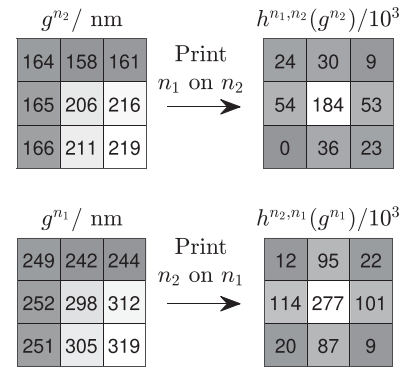 g^{n_2}/ nm
Print
n_1 on n_2
h^{n_1,n_2}(g^{n_2})/10^3
164 158 161
165 206 216
166 211 219
24 30 9
54 184 53
0 36 23
g^{n_1}/ nm
Print
n_2 on n_1
h^{n_2,n_1}(g^{n_1})/10^3
249 242 244
252 298 312
251 305 319
12 95 22
114 277 101
20 87 9